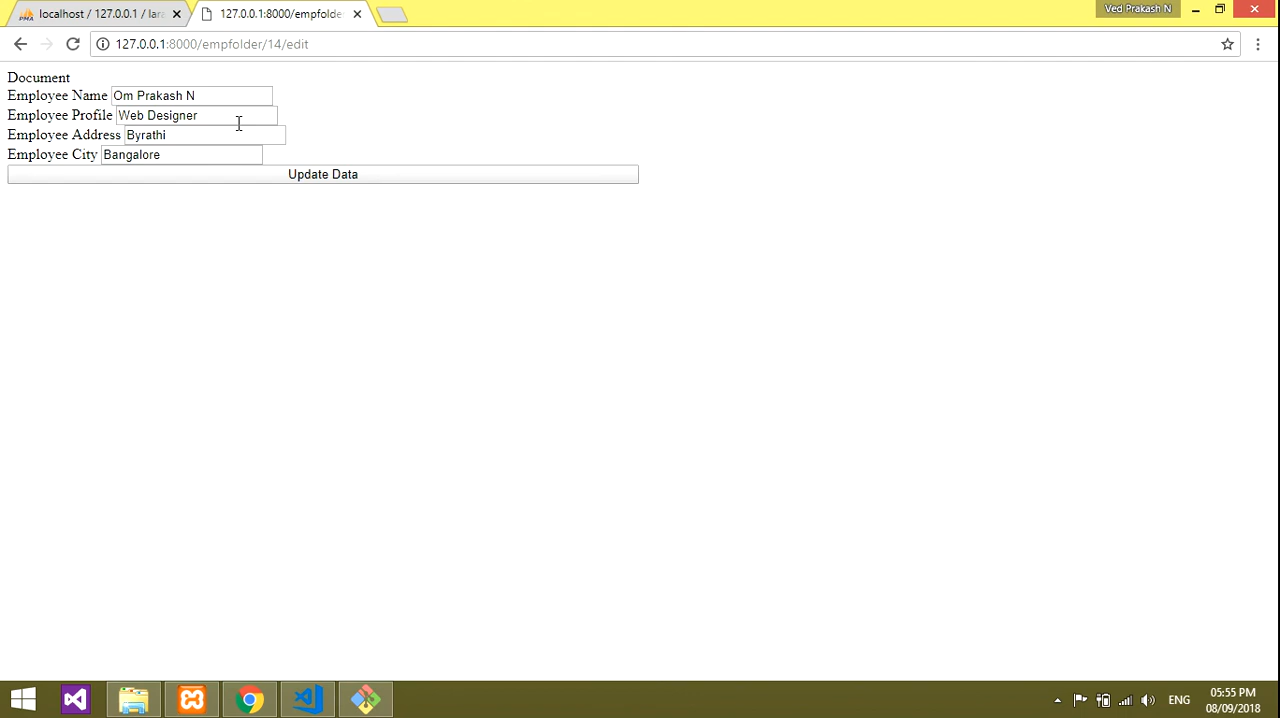 localhost / 127.0.0.1 / lara
127.0.0.1:8000/empfolde
Ved Prakash N
127.0.0.1:8000/empfolder/14/edit
Document
Employee Name Om Prakash N
Employee Profile Web Designer
Employee Address Byrathi
Employee City Bangalore
Update Data
ENG
05:55 PM
08/09/2018